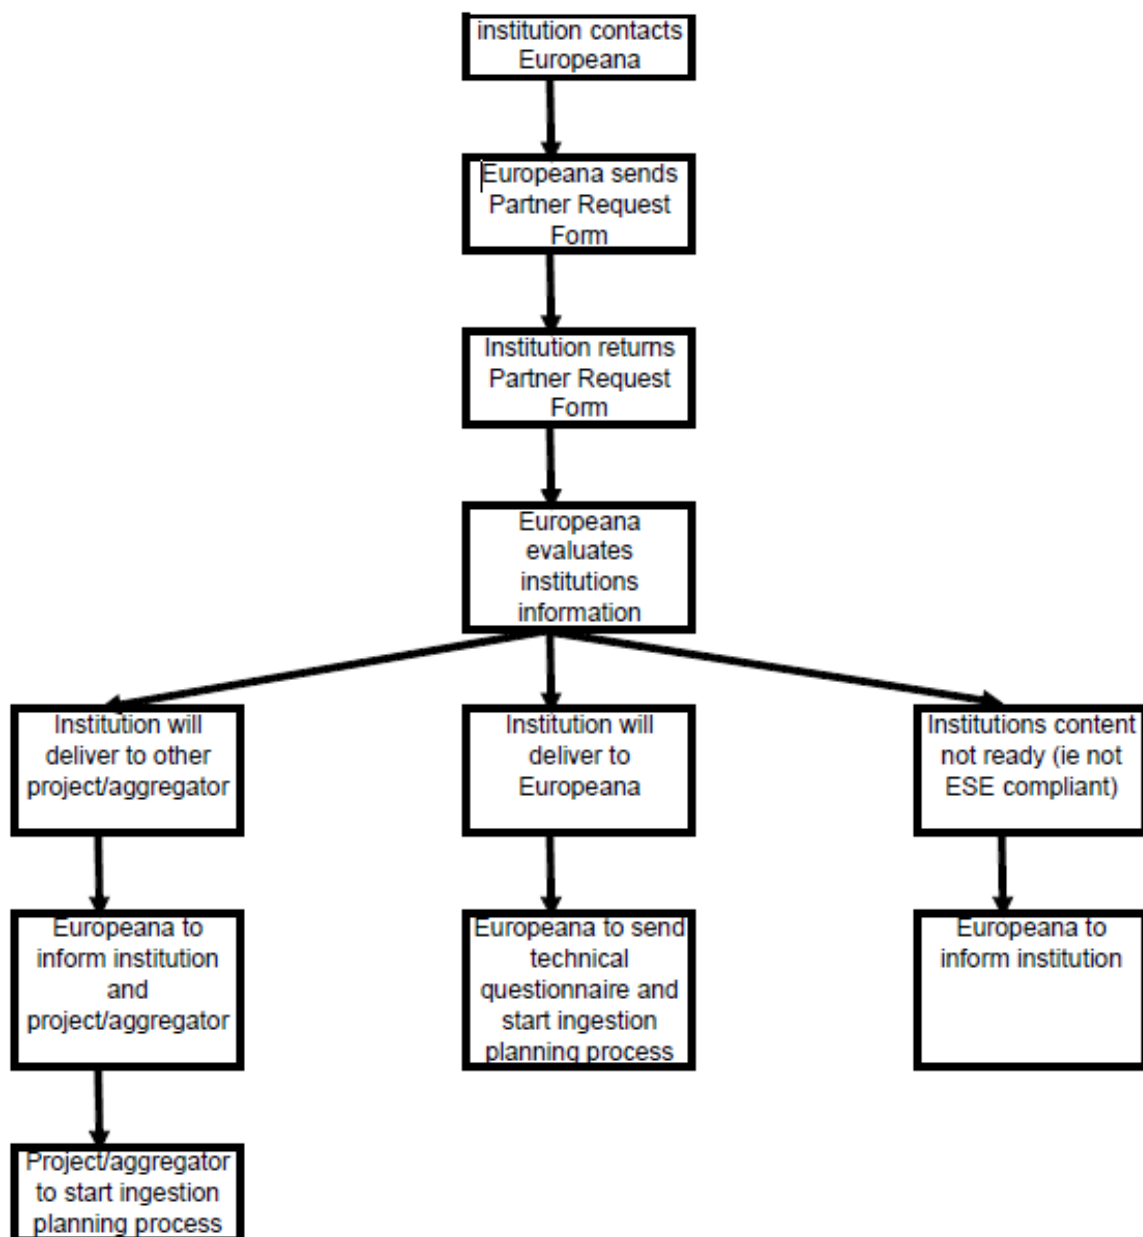 institution contacts
Europeana
Europeana sends
Partner Request
Form
Institution returns
Partner Request
Form
Europeana
evaluates
institutions
information
Institution will
deliver to other
project/aggregator
Institution will
deliver to
Europeana
Institutions content
not ready (ie not
ESE compliant)
Europeana to
inform institution
and
project/aggregator
Europeana to send
technical
questionnaire and
start ingestion
planning process
Europeana to
inform institution
Project/aggregator
to start ingestion
planning process